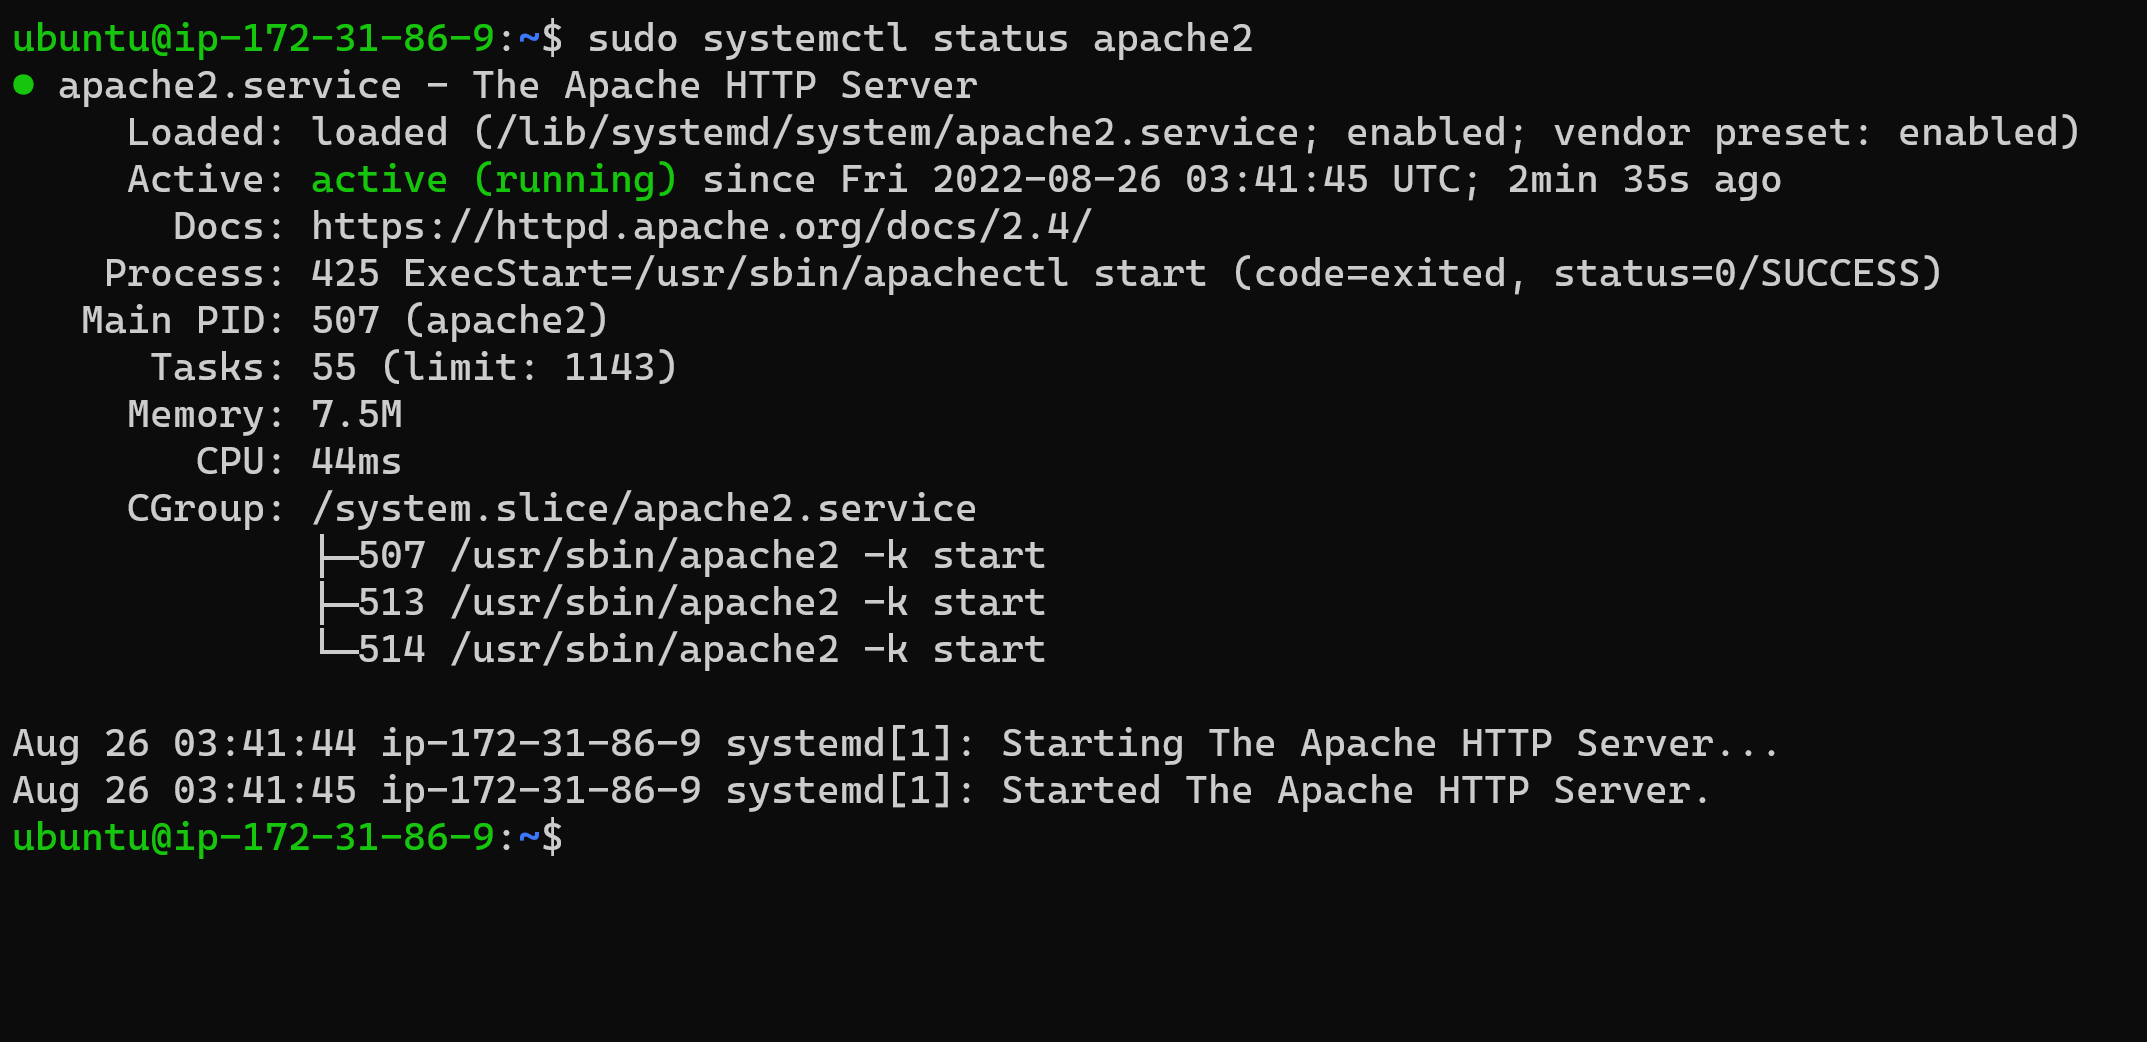 ubuntu@ip-172-31-86-9:~$ sudo systemctl status apache2
● apache2.service - The Apache HTTP Server
     Loaded: loaded (/lib/systemd/system/apache2.service; enabled; vendor preset: enabled)
     Active: active (running) since Fri 2022-08-26 03:41:45 UTC; 2min 35s ago
       Docs: https://httpd.apache.org/docs/2.4/
    Process: 425 ExecStart=/usr/sbin/apachectl start (code=exited, status=0/SUCCESS)
   Main PID: 507 (apache2)
      Tasks: 55 (limit: 1143)
     Memory: 7.5M
        CPU: 44ms
     CGroup: /system.slice/apache2.service
             ├─507 /usr/sbin/apache2 -k start
             ├─513 /usr/sbin/apache2 -k start
             └─514 /usr/sbin/apache2 -k start

Aug 26 03:41:44 ip-172-31-86-9 systemd[1]: Starting The Apache HTTP Server...
Aug 26 03:41:45 ip-172-31-86-9 systemd[1]: Started The Apache HTTP Server.
ubuntu@ip-172-31-86-9:~$